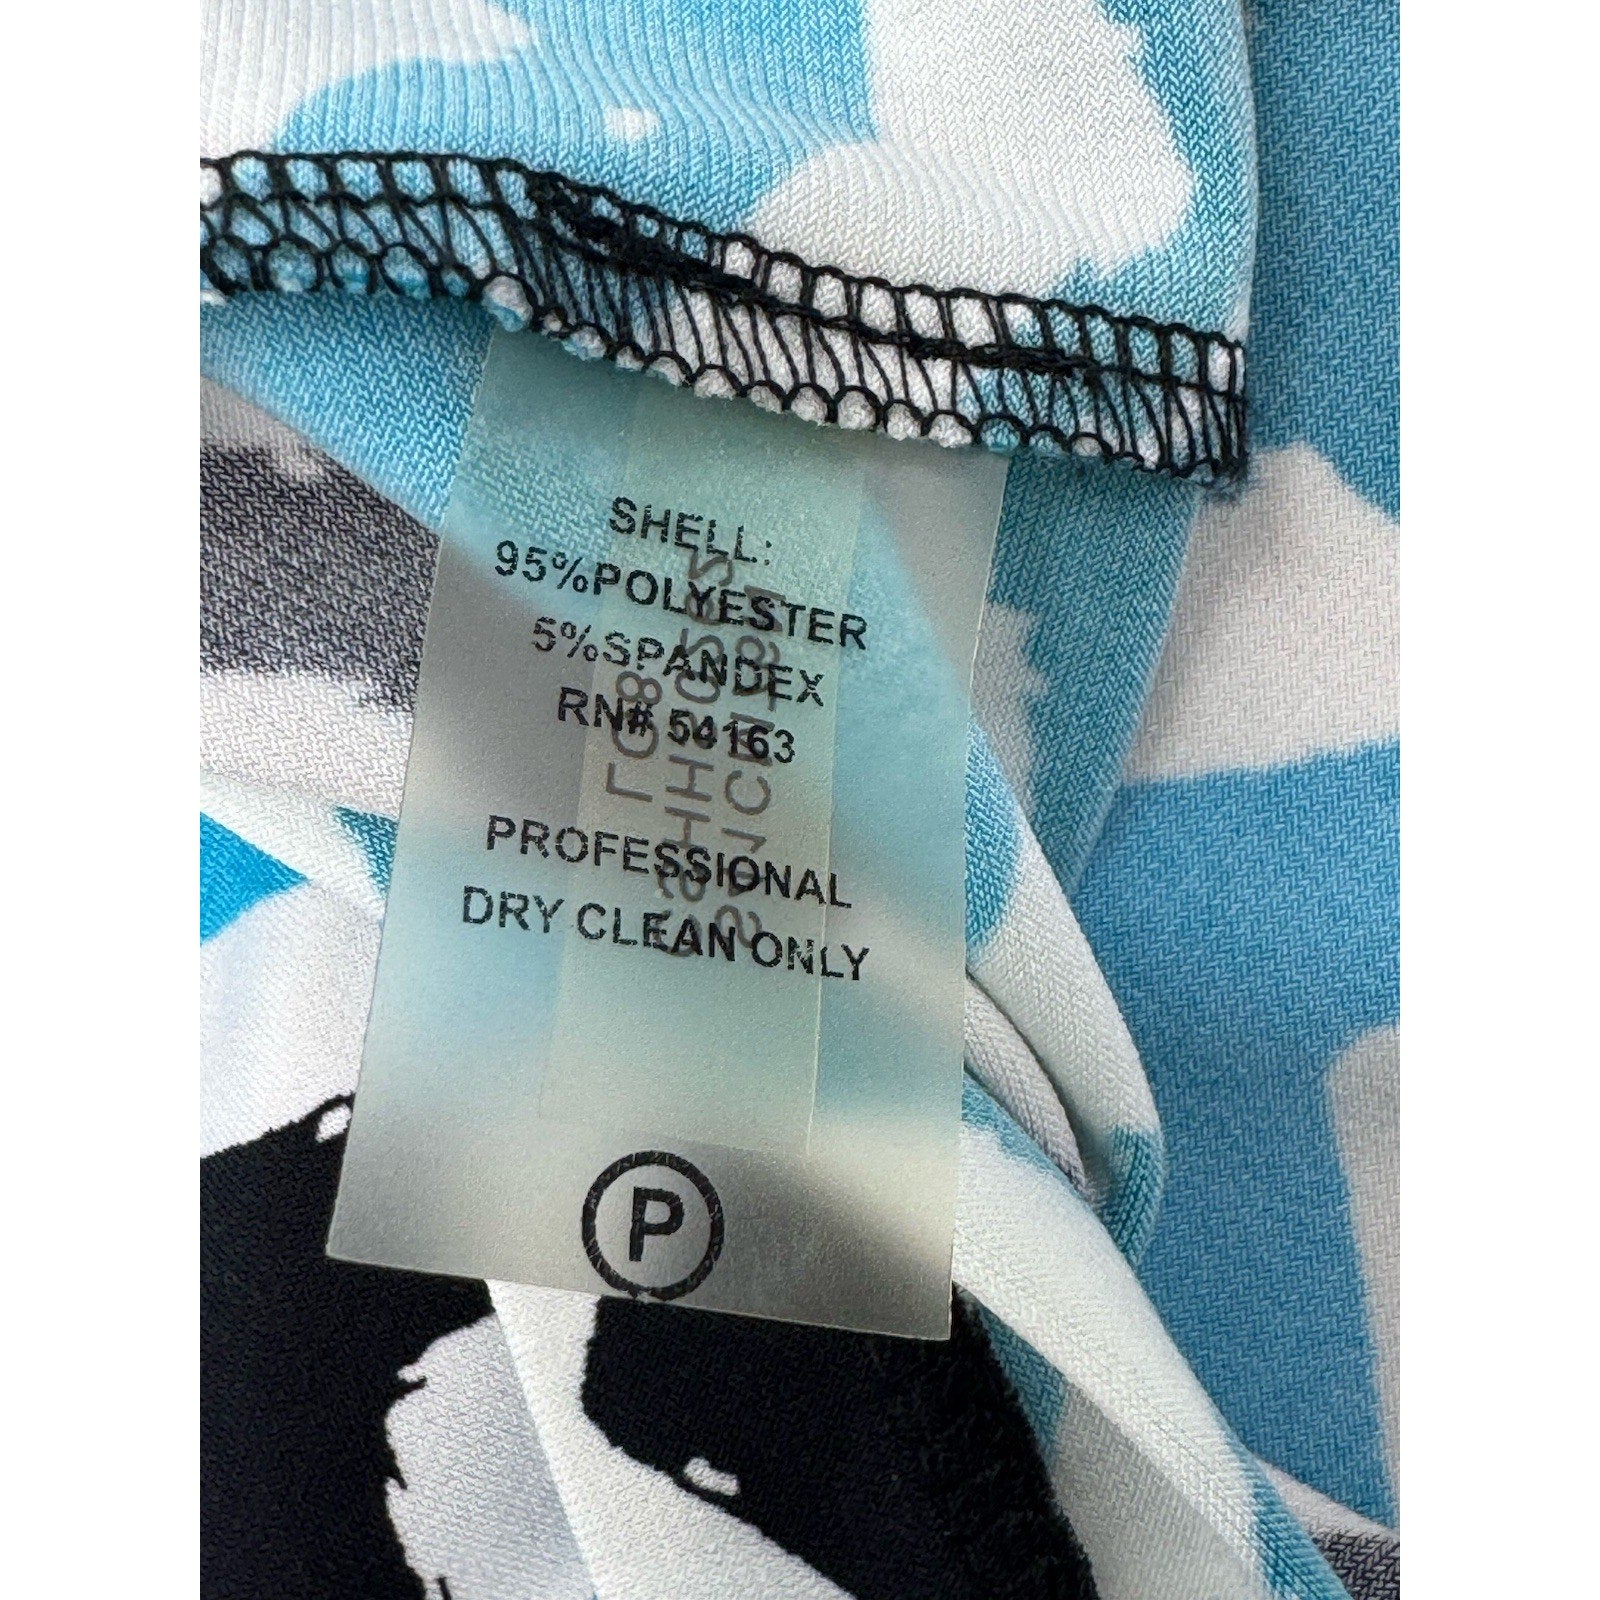 SHELL:
95%POLYESTER
5%SPANDEX
RN# 54163
PROFESSIONAL
DRY CLEAN ONLY
P